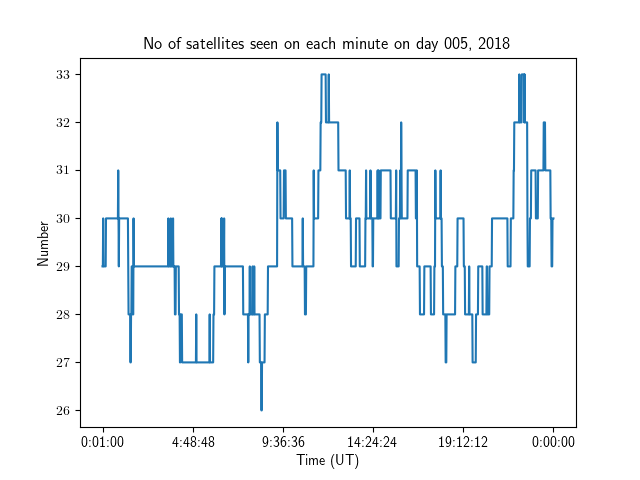 No of satellites seen on each minute on day 005, 2018
33
32
31
30
29
28
27
26
Number
0:01:00 4:48:48 9:36:36 14:24:24 19:12:12 0:00:00
Time (UT)